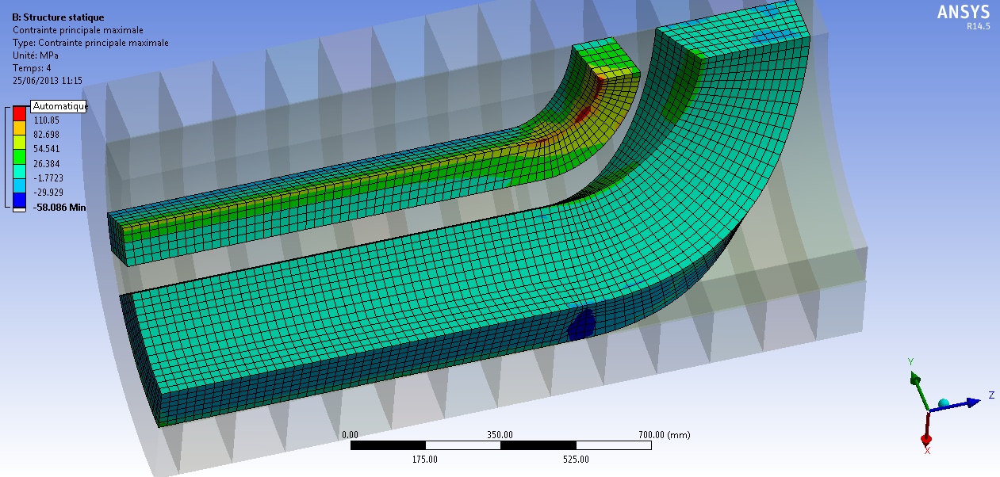 B: Structure statique
Contrainte principale maximale
Type: Contrainte principale maximale
Unité: MPa
Temps: 4
25/06/2013 11:15
ANSYS
R14.5
Automatique
110.85
82.698
54.541
26.384
-1.7723
-29.929
-58.086 Min
0.00 350.00 700.00 (mm)
175.00 525.00
Y
Z
X